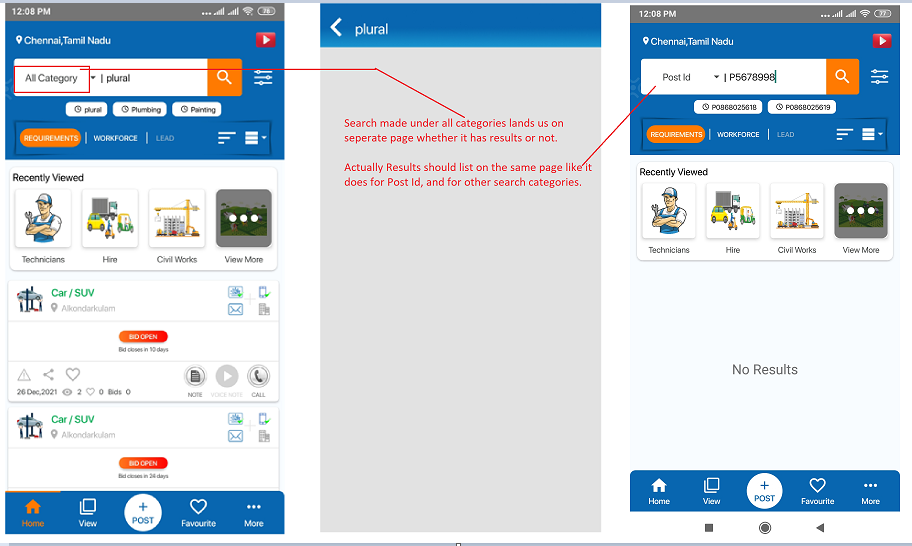 12:08 PM
76
Chennai,Tamil Nadu
All Category
| plural
plural
Plumbing
Painting
REQUIREMENTS
WORKFORCE
LEAD
Recently Viewed
Technicians
Hire
Civil Works
View More
Car / SUV
Alkondarkulam
BID OPEN
Bid closes in 10 days
26 Dec,2021
2
0
Bids 0
NOTE
VOICE NOTE
CALL
Car / SUV
Alkondarkulam
BID OPEN
Bid closes in 24 days
Home
View
+
POST
Favourite
More
plural
Search made under all categories lands us on
seperate page whether it has results or not.
Actually Results should list on the same page like it
does for Post Id, and for other search categories.
12:08 PM
77
Chennai,Tamil Nadu
Post Id
| P5678998
P0868025618
P0868025619
REQUIREMENTS
WORKFORCE
LEAD
Recently Viewed
Technicians
Hire
Civil Works
View More
No Results
Home
View
+
POST
Favourite
More